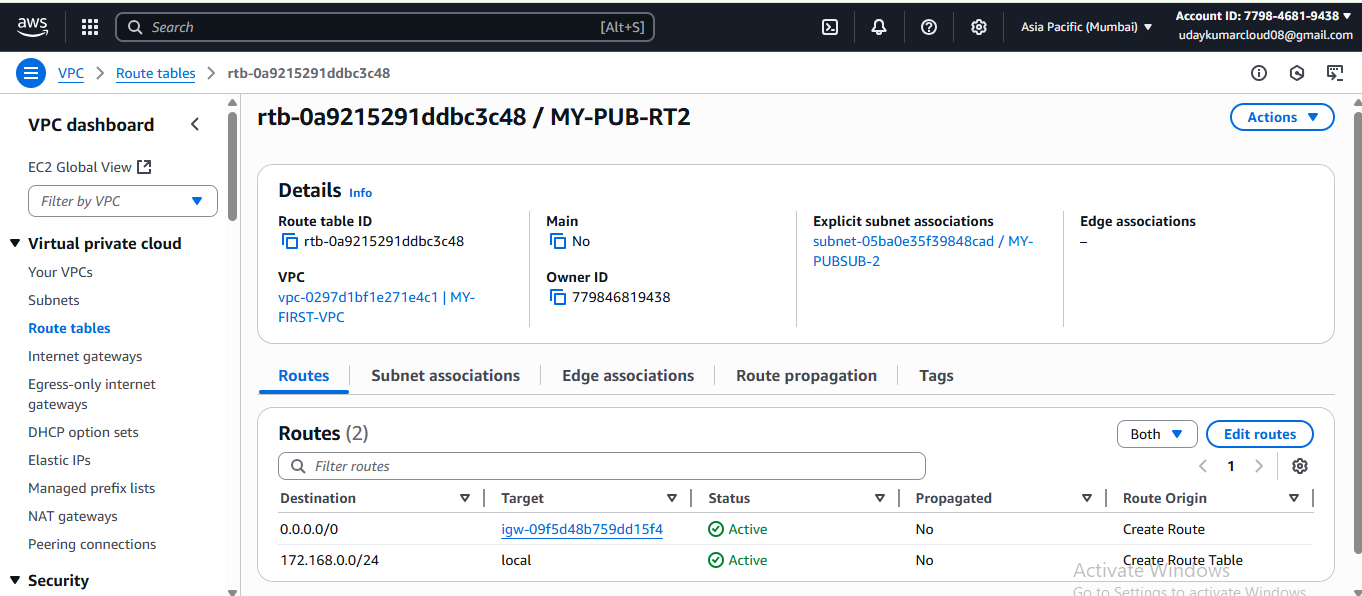 aws
Search [Alt+S]
Asia Pacific (Mumbai)
Account ID: 7798-4681-9438
udaykumarcloud08@gmail.com
VPC > Route tables > rtb-0a9215291ddbc3c48
VPC dashboard
EC2 Global View
Filter by VPC
Virtual private cloud
Your VPCs
Subnets
Route tables
Internet gateways
Egress-only internet
gateways
DHCP option sets
Elastic IPs
Managed prefix lists
NAT gateways
Peering connections
Security
rtb-0a9215291ddbc3c48 / MY-PUB-RT2
Actions
Details Info
Route table ID
rtb-0a9215291ddbc3c48
VPC
vpc-0297d1bf1e271e4c1 | MY-
FIRST-VPC
Main
No
Owner ID
779846819438
Explicit subnet associations
subnet-05ba0e35f39848cad / MY-
PUBSUB-2
Edge associations
–
Routes Subnet associations Edge associations Route propagation Tags
Routes (2)
Both Edit routes
Filter routes
1
Destination Target Status Propagated Route Origin
0.0.0.0/0 igw-09f5d48b759dd15f4 Active No Create Route
172.168.0.0/24 local Active No Create Route Table
Activate Windows
Go to Settings to activate Windows.